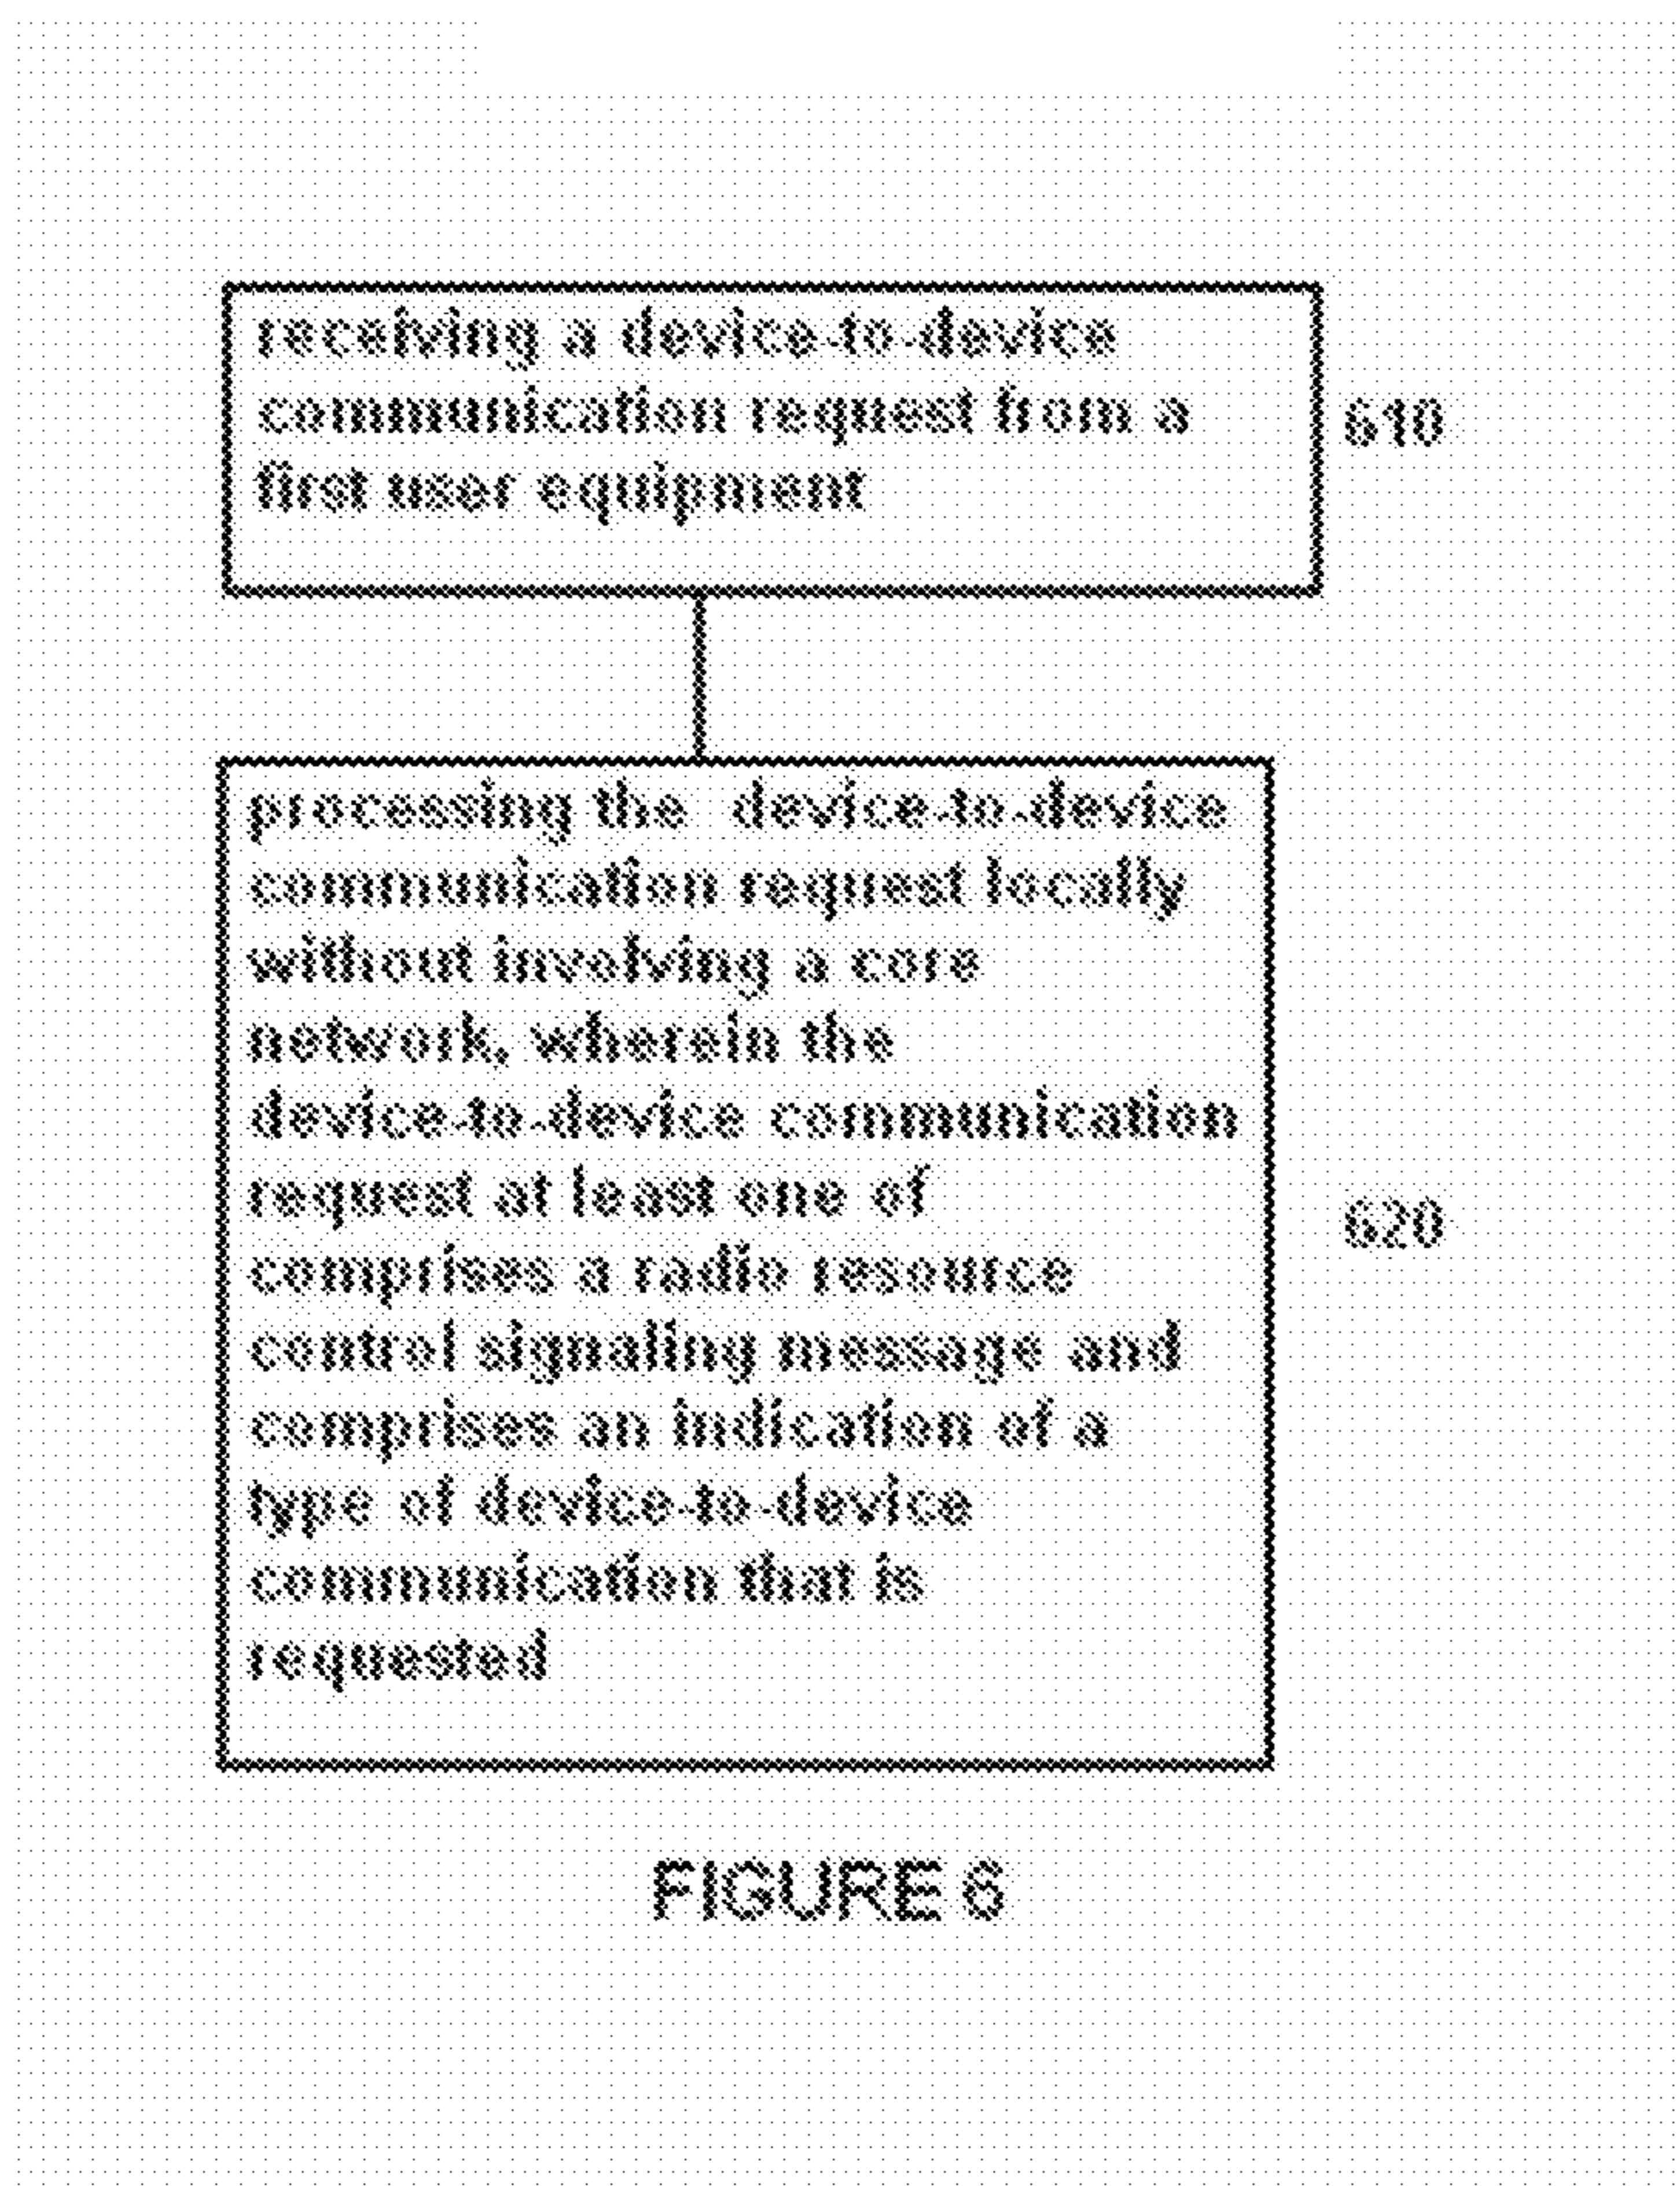 receiving a device-to-device
communication request from a
first user equipment
610
processing the device-to-device
communication request locally
without involving a core
network, wherein the
device-to-device communication
request at least one of
comprises a radio resource
control signaling message and
comprises an indication of a
type of device-to-device
communication that is
requested
620
FIGURE 6